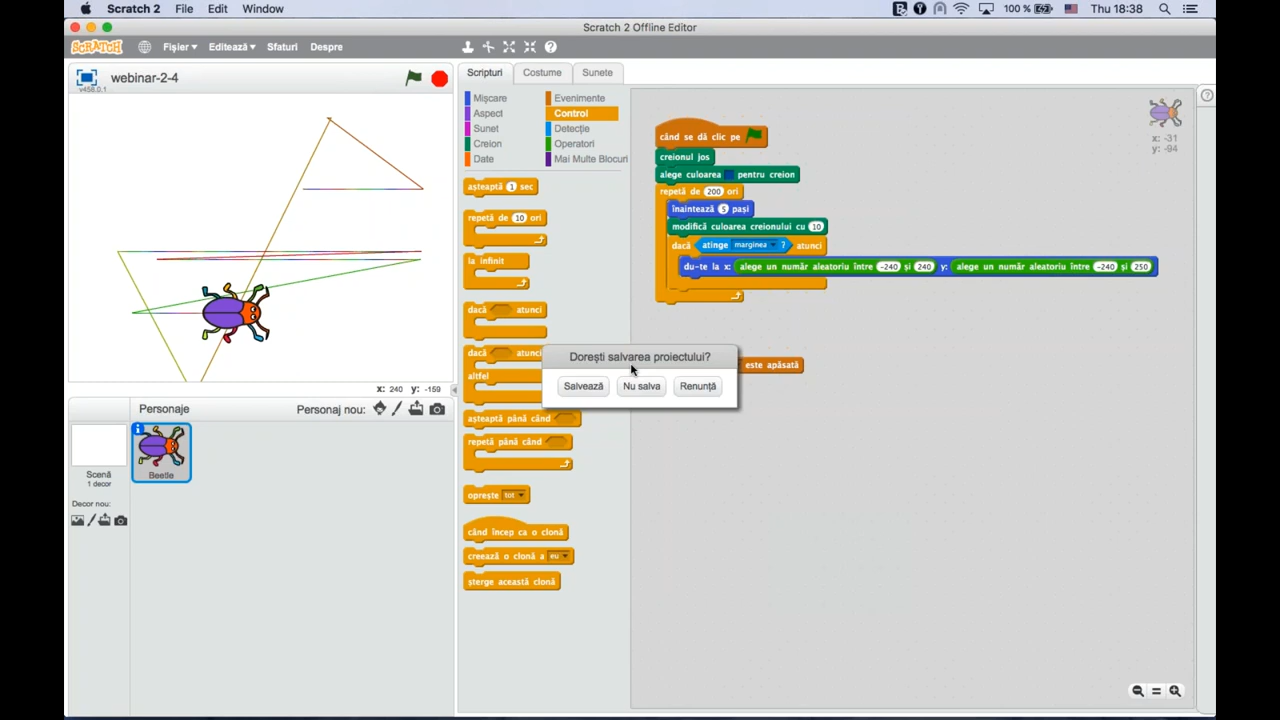 Scratch 2 File Edit Window 100 % Thu 18:38
Scratch 2 Offline Editor
SCRATCH Fișier Editează Sfaturi Despre
webinar-2-4
v458.0.1
x: 240 y: -159
Personaje Personaj nou:
Scenă
1 decor
Decor nou:
Beetle
Scripturi Costume Sunete
Mișcare Evenimente
Aspect Control
Sunet Detecție
Creion Operatori
Date Mai Multe Blocuri
așteaptă 1 sec
repetă de 10 ori
la infinit
dacă atunci
dacă atunci
altfel
așteaptă până când
repetă până când
oprește tot
când încep ca o clonă
creează o clonă a eu
șterge această clonă
când se dă clic pe
creionul jos
alege culoarea pentru creion
repetă de 200 ori
înaintează 5 pași
modifică culoarea creionului cu 10
dacă atinge marginea ? atunci
du-te la x: alege un număr aleatoriu între -240 și 240 y: alege un număr aleatoriu între -240 și 250
este apăsată
x: -31
y: -94
Dorești salvarea proiectului?
Salvează Nu salva Renunță